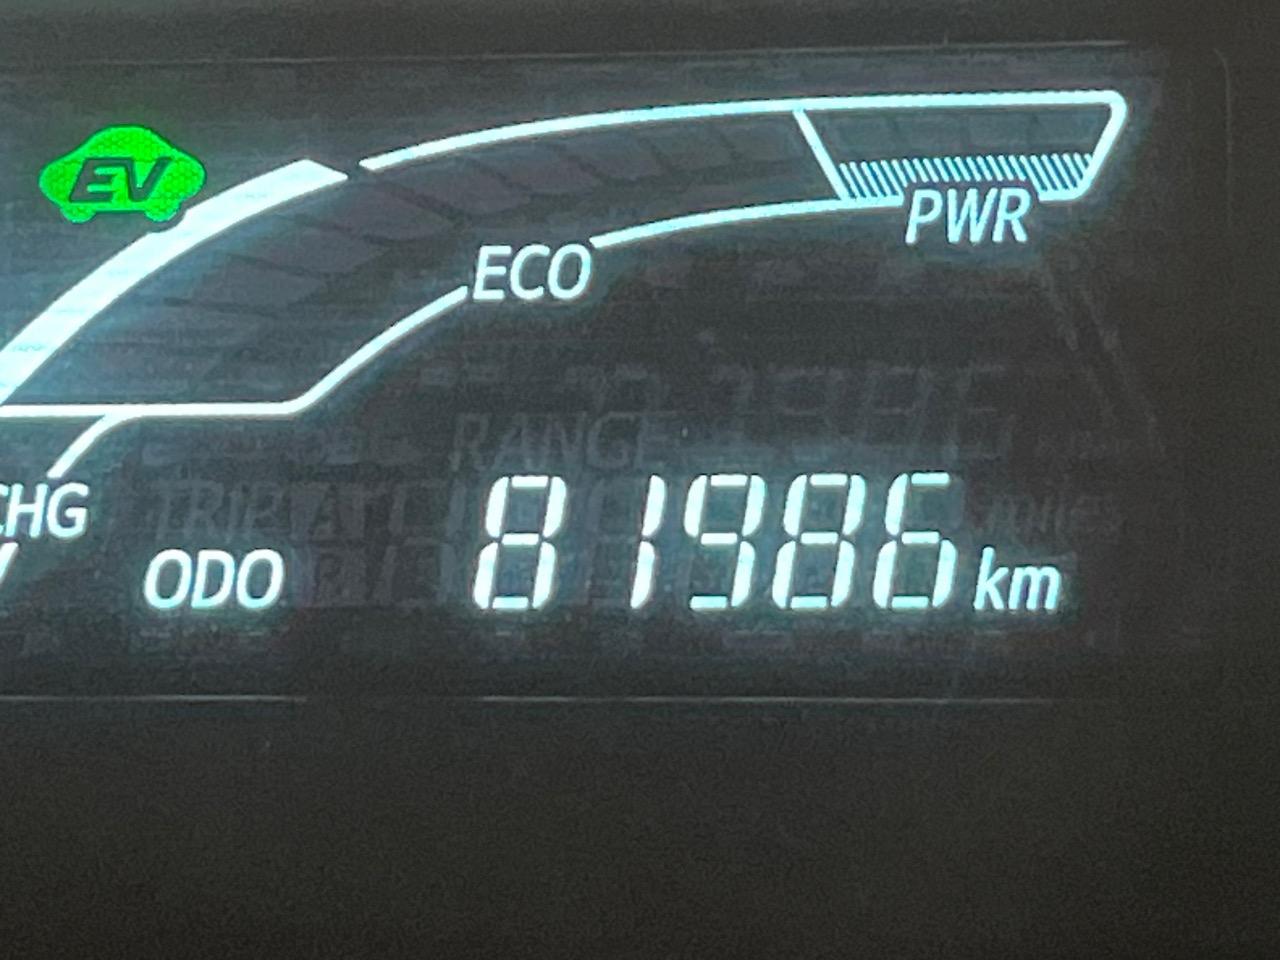 EV
PWR
ECO
CHG
ODO 81986 km